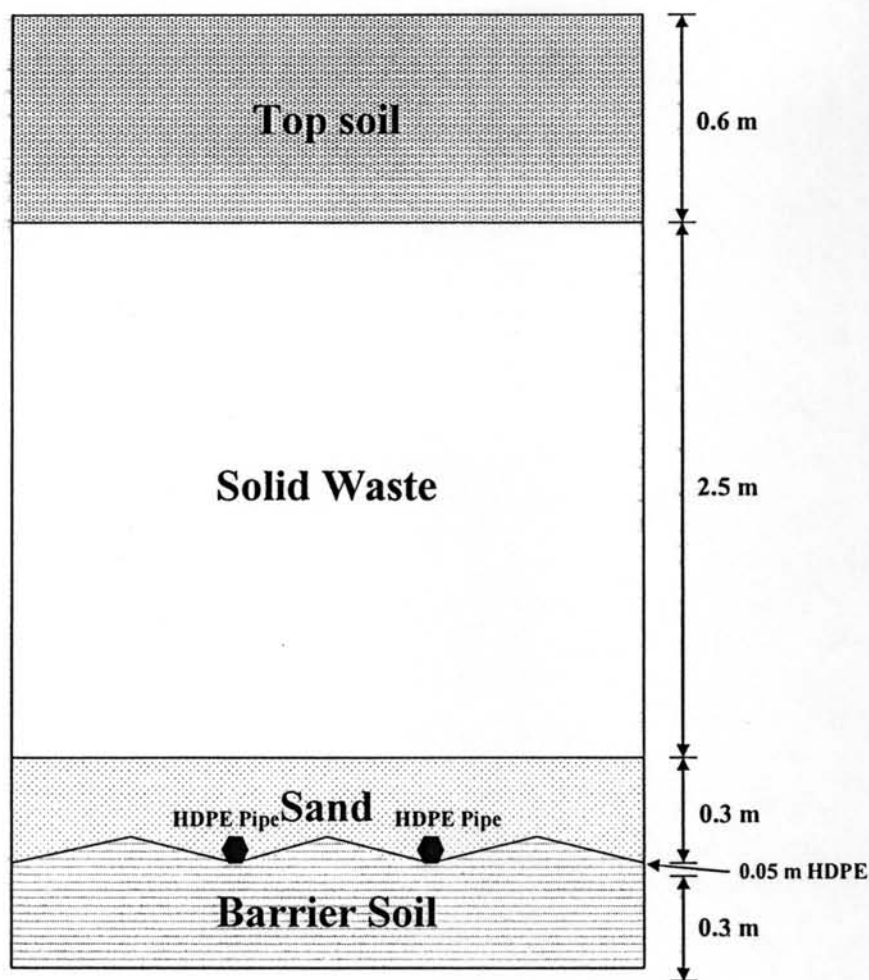 Top soil
0.6 m
Solid Waste
2.5 m
Sand
HDPE Pipe
HDPE Pipe
0.3 m
0.05 m HDPE
Barrier Soil
0.3 m